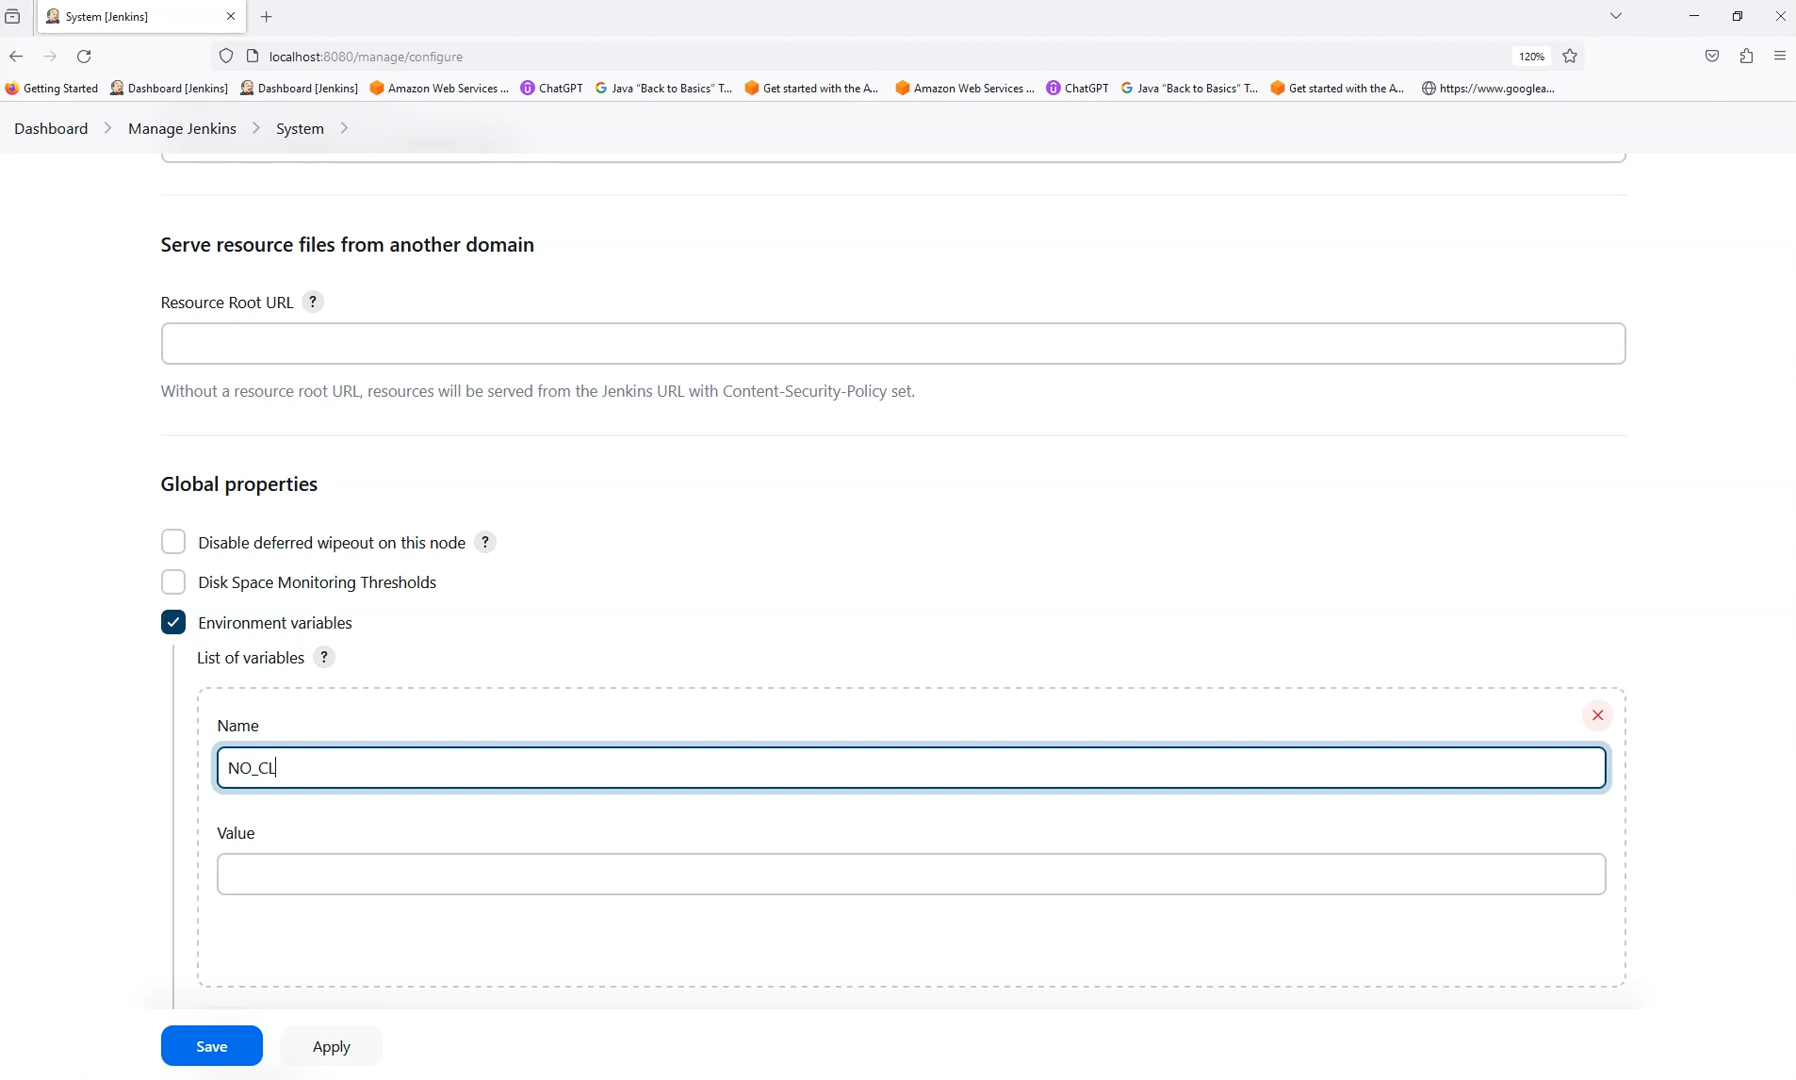 System [Jenkins]
localhost:8080/manage/configure
120%
Getting Started
Dashboard [Jenkins]
Dashboard [Jenkins]
Amazon Web Services ...
ChatGPT
Java "Back to Basics" T...
Get started with the A...
Amazon Web Services ...
ChatGPT
Java "Back to Basics" T...
Get started with the A...
https://www.googlea...
Dashboard > Manage Jenkins > System >
Serve resource files from another domain
Resource Root URL ?
Without a resource root URL, resources will be served from the Jenkins URL with Content-Security-Policy set.
Global properties
Disable deferred wipeout on this node ?
Disk Space Monitoring Thresholds
Environment variables
List of variables ?
Name
NO_CL
Value
Save
Apply